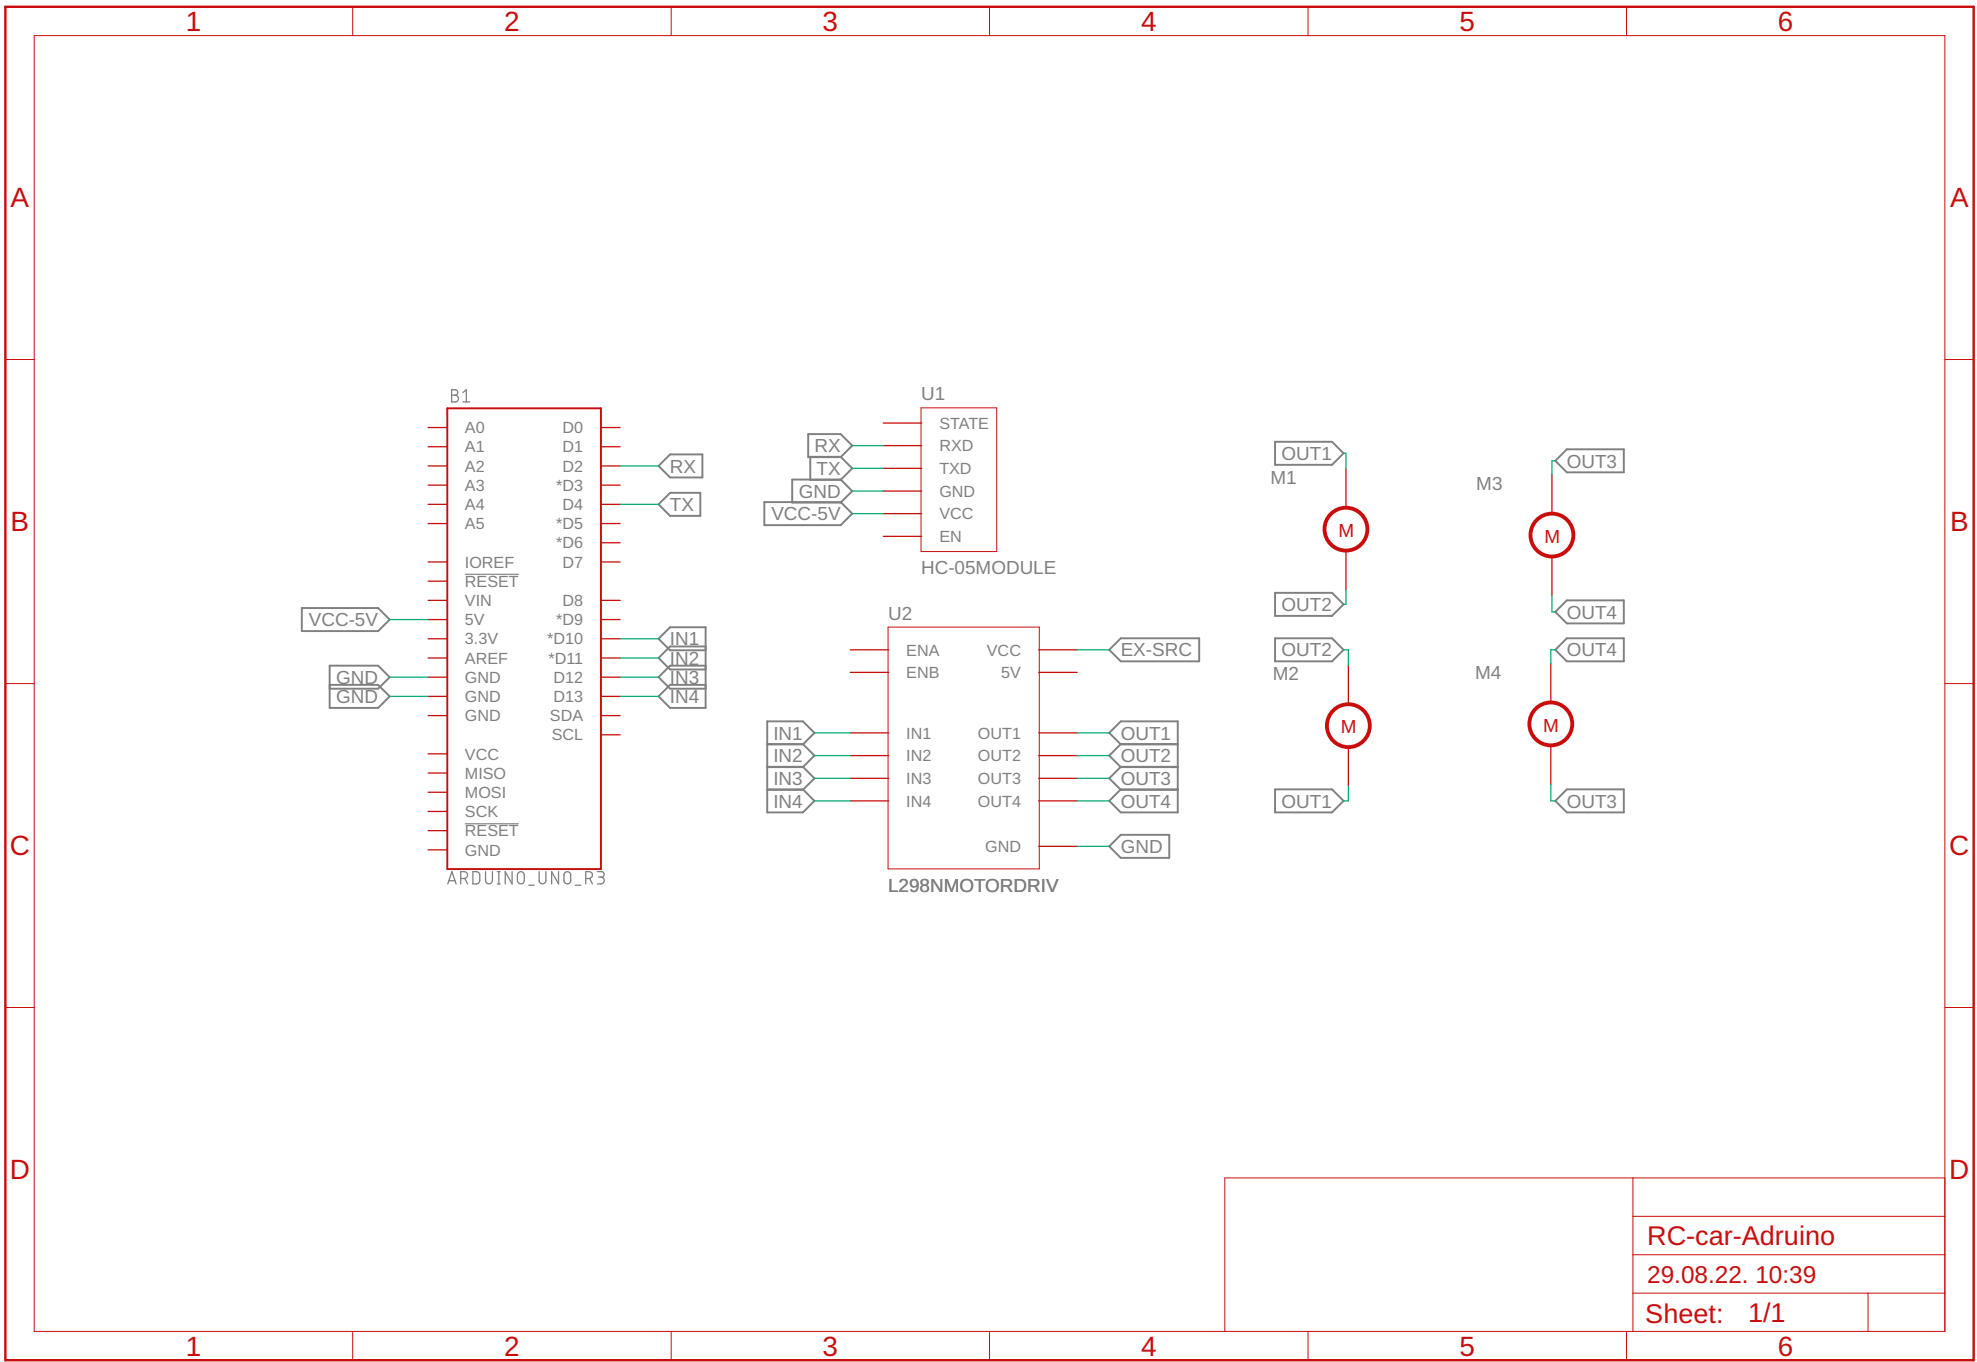 1 2 3 4 5 6
A A
B B
C C
D D
B1
A0 D0
A1 D1
A2 D2 RX
A3 *D3
A4 D4 TX
A5 *D5
*D6
IOREF D7
RESET
VIN D8
VCC-5V 5V *D9
3.3V *D10 IN1
AREF *D11 IN2
GND GND D12 IN3
GND GND D13 IN4
GND SDA
SCL
VCC
MISO
MOSI
SCK
RESET
GND
ARDUINO_UNO_R3
U1
STATE
RX RXD
TX TXD
GND GND
VCC-5V VCC
EN
HC-05MODULE
U2
ENA VCC EX-SRC
ENB 5V
IN1 IN1 OUT1 OUT1
IN2 IN2 OUT2 OUT2
IN3 IN3 OUT3 OUT3
IN4 IN4 OUT4 OUT4
GND GND
L298NMOTORDRIV
OUT1
M1
M
OUT2
OUT2
M2
M
OUT1
OUT3
M3
M
OUT4
OUT4
M4
M
OUT3
RC-car-Adruino
29.08.22. 10:39
Sheet: 1/1
1 2 3 4 5 6